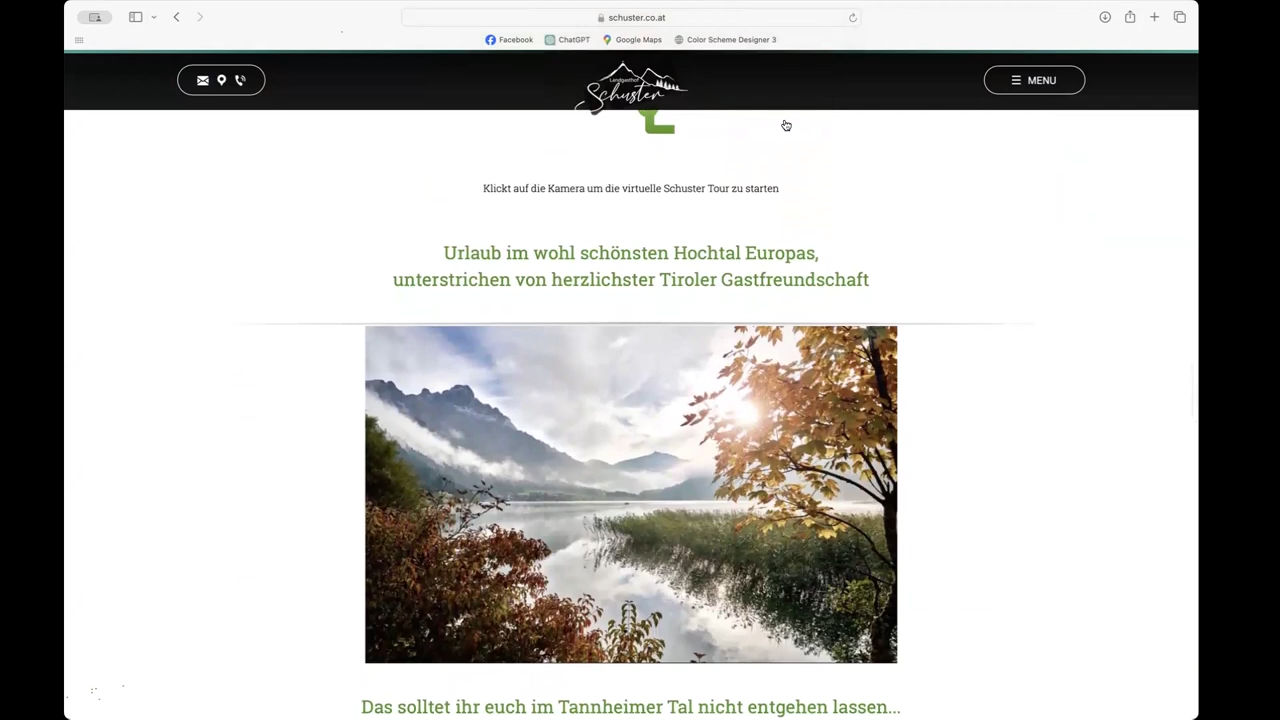 schuster.co.at
Facebook ChatGPT Google Maps Color Scheme Designer 3
Landgasthof
Schuster
MENU
Klickt auf die Kamera um die virtuelle Schuster Tour zu starten
Urlaub im wohl schönsten Hochtal Europas,
unterstrichen von herzlichster Tiroler Gastfreundschaft
Das solltet ihr euch im Tannheimer Tal nicht entgehen lassen...